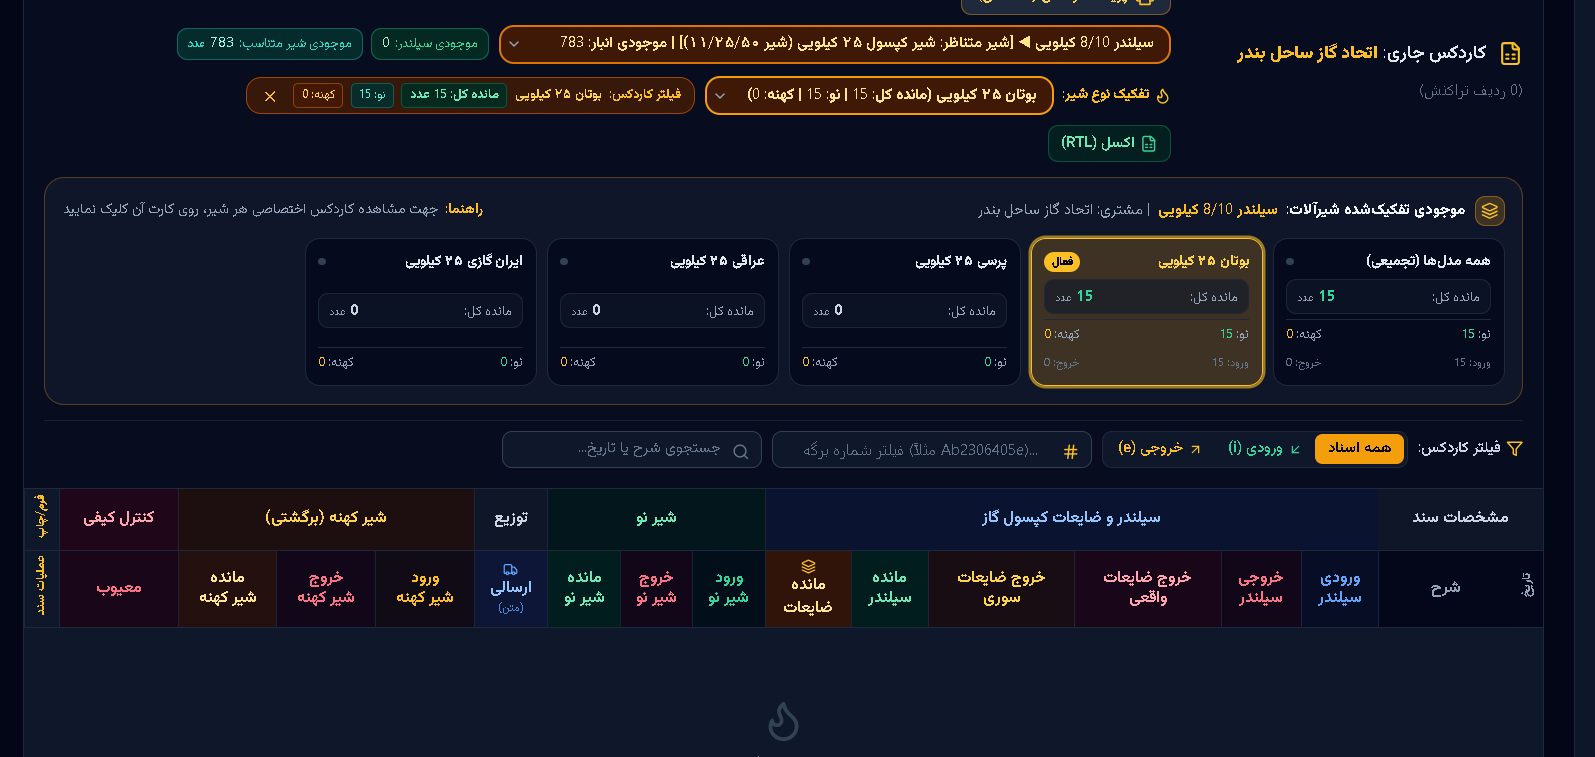 کاردکس جاری: اتحاد گاز ساحل بندر
(0 ردیف تراکنش)
سیلندر 8/10 کیلویی ◀ [شیر متناظر: شیر کپسول ۲۵ کیلویی (شیر ۱۱/۲۵/۵۰)] | موجودی انبار: 783
موجودی سیلندر: 0
موجودی شیر متناسب: 783 عدد
تفکیک نوع شیر:
بوتان ۲۵ کیلویی (مانده کل: 15 | نو: 15 | کهنه: 0)
فیلتر کاردکس: بوتان ۲۵ کیلویی
مانده کل: 15 عدد
نو: 15
کهنه: 0
اکسل (RTL)
موجودی تفکیک‌شده شیرآلات: سیلندر 8/10 کیلویی | مشتری: اتحاد گاز ساحل بندر
راهنما: جهت مشاهده کاردکس اختصاصی هر شیر، روی کارت آن کلیک نمایید
همه مدل‌ها (تجمیعی)
مانده کل: 15 عدد
نو: 15 کهنه: 0
ورود: 15 خروج: 0
بوتان ۲۵ کیلویی
فعال
مانده کل: 15 عدد
نو: 15 کهنه: 0
ورود: 15 خروج: 0
پرسی ۲۵ کیلویی
مانده کل: 0 عدد
نو: 0 کهنه: 0
عراقی ۲۵ کیلویی
مانده کل: 0 عدد
نو: 0 کهنه: 0
ایران گازی ۲۵ کیلویی
مانده کل: 0 عدد
نو: 0 کهنه: 0
فیلتر کاردکس:
همه اسناد
ورودی (i)
خروجی (e)
فیلتر شماره برگه (مثلاً Ab2306405e)...
جستجوی شرح یا تاریخ...
مشخصات سند
سیلندر و ضایعات کپسول گاز
شیر نو
توزیع
شیر کهنه (برگشتی)
کنترل کیفی
فرم/چاپ
تاریخ
شرح
ورودی سیلندر
خروجی سیلندر
خروج ضایعات واقعی
خروج ضایعات سوری
مانده سیلندر
مانده ضایعات
ورود شیر نو
خروج شیر نو
مانده شیر نو
ارسالی (متن)
ورود شیر کهنه
خروج شیر کهنه
مانده شیر کهنه
معیوب
عملیات سند